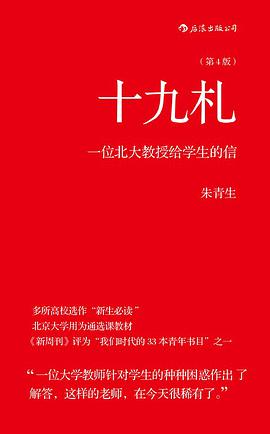 后浪出版公司
（第4版）
十九札
一位北大教授给学生的信
朱青生
多所高校选作“新生必读”
北京大学用为通选课教材
《新周刊》评为“我们时代的33本青年书目”之一
“一位大学教师针对学生的种种困惑作出了
解答，这样的老师，在今天很稀有了。”